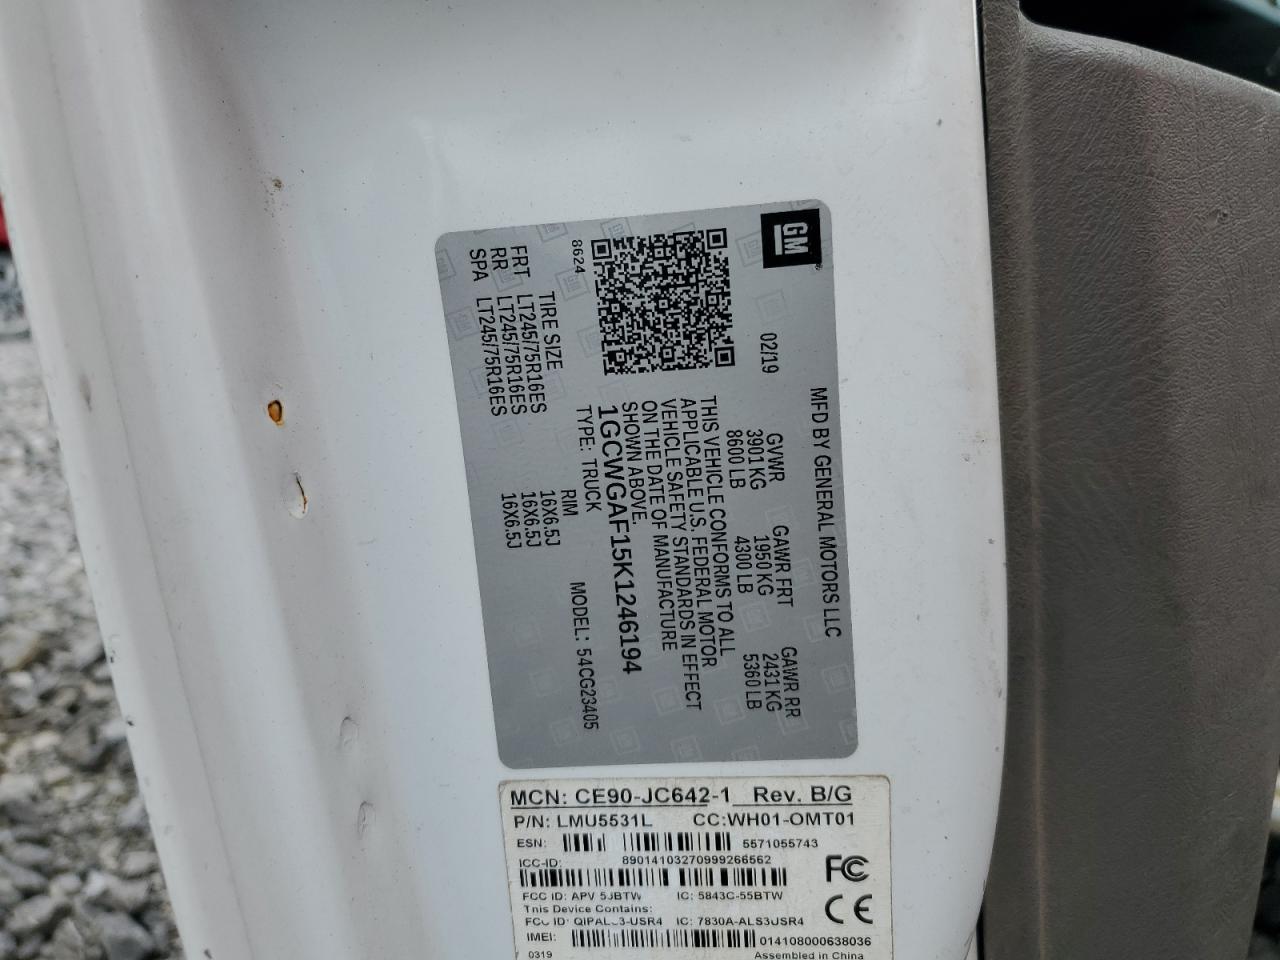 GM
MFD BY GENERAL MOTORS LLC
02/19
GVWR GAWR FRT GAWR RR
3901 KG 1950 KG 2431 KG
8600 LB 4300 LB 5360 LB
THIS VEHICLE CONFORMS TO ALL
APPLICABLE U.S. FEDERAL MOTOR
VEHICLE SAFETY STANDARDS IN EFFECT
ON THE DATE OF MANUFACTURE
SHOWN ABOVE.
1GCWGAF15K1246194
8624
TYPE: TRUCK MODEL: 54CG23405
TIRE SIZE RIM
FRT LT245/75R16ES 16X6.5J
RR LT245/75R16ES 16X6.5J
SPA LT245/75R16ES 16X6.5J
MCN: CE90-JC642-1 Rev. B/G
P/N: LMU5531L CC:WH01-OMT01
ESN: 5571055743
ICC-ID: 89014103270999266562
FC
CE
FCC ID: APV 5JBTW IC: 5843C-55BTW
This Device Contains:
IC: 7830A-ALS3USR4
IMEI: 014108000638036
0319 Assembled in China